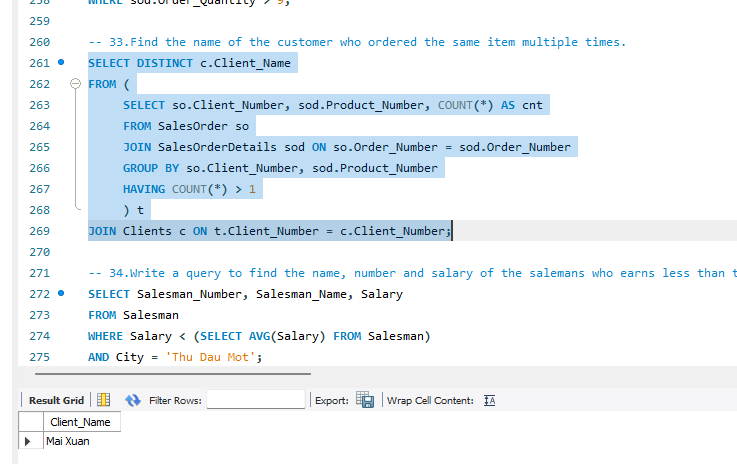 258 WHERE sod.Order_Quantity > 9;
259
260 -- 33.Find the name of the customer who ordered the same item multiple times.
261 SELECT DISTINCT c.Client_Name
262 FROM (
263 SELECT so.Client_Number, sod.Product_Number, COUNT(*) AS cnt
264 FROM SalesOrder so
265 JOIN SalesOrderDetails sod ON so.Order_Number = sod.Order_Number
266 GROUP BY so.Client_Number, sod.Product_Number
267 HAVING COUNT(*) > 1
268 ) t
269 JOIN Clients c ON t.Client_Number = c.Client_Number;
270
271 -- 34.Write a query to find the name, number and salary of the salemans who earns less than t
272 SELECT Salesman_Number, Salesman_Name, Salary
273 FROM Salesman
274 WHERE Salary < (SELECT AVG(Salary) FROM Salesman)
275 AND City = 'Thu Dau Mot';
Result Grid Filter Rows: Export: Wrap Cell Content:
Client_Name
Mai Xuan